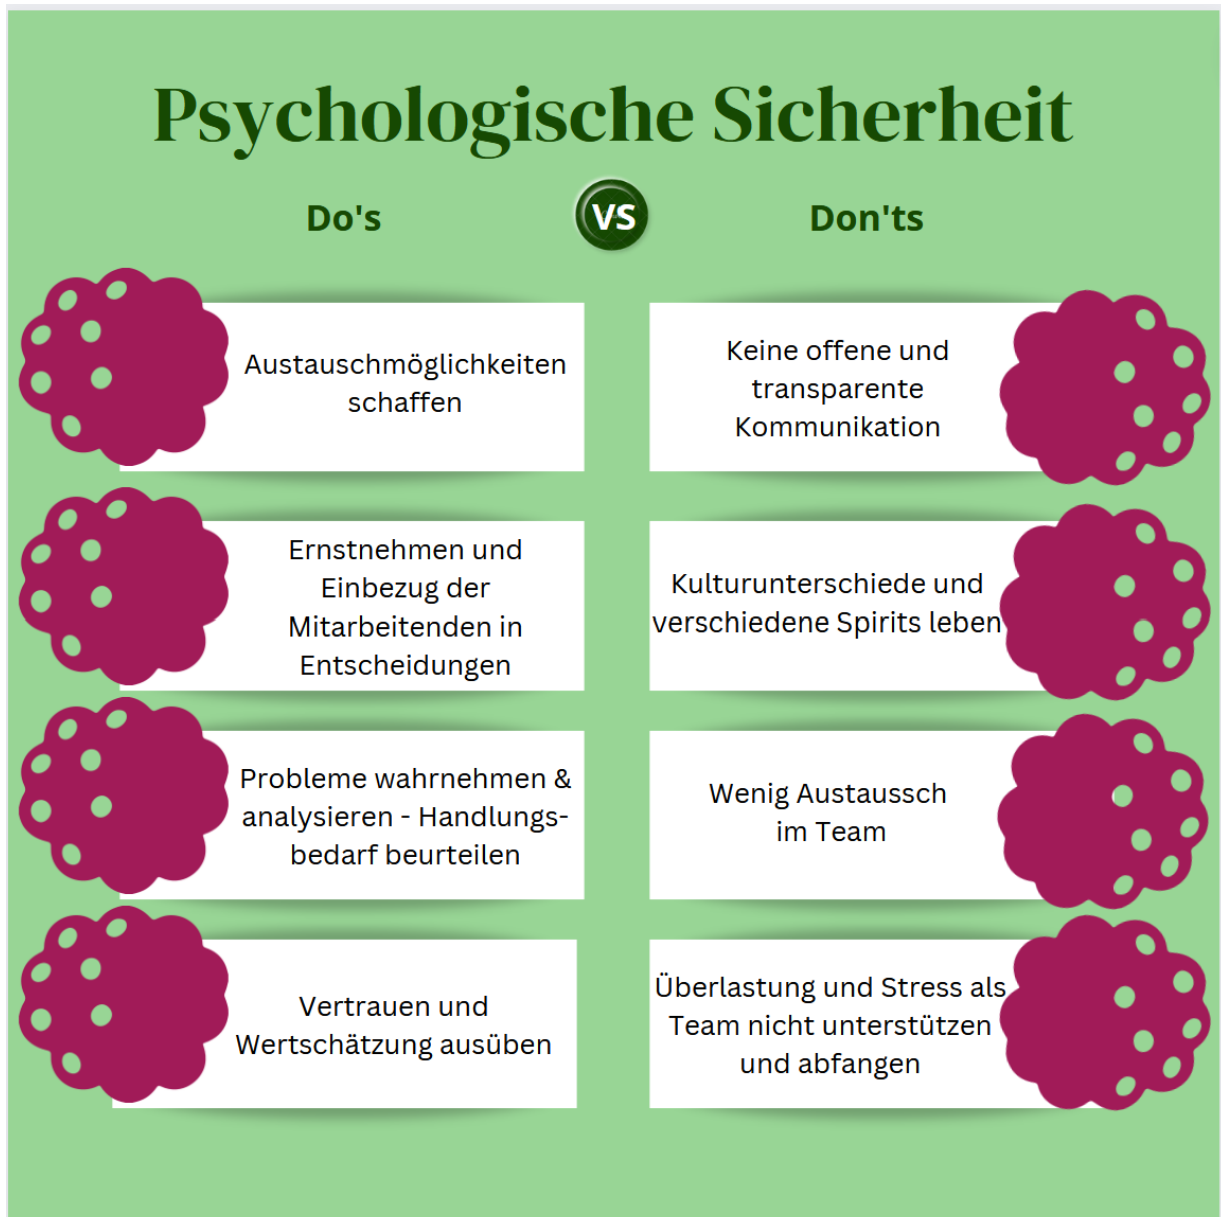 Psychologische Sicherheit
Do's
VS
Don'ts
Austauschmöglichkeiten
schaffen
Keine offene und
transparente
Kommunikation
Ernstnehmen und
Einbezug der
Mitarbeitenden in
Entscheidungen
Kulturunterschiede und
verschiedene Spirits leben
Probleme wahrnehmen &
analysieren - Handlungs-
bedarf beurteilen
Wenig Austaussch
im Team
Vertrauen und
Wertschätzung ausüben
Überlastung und Stress als
Team nicht unterstützen
und abfangen